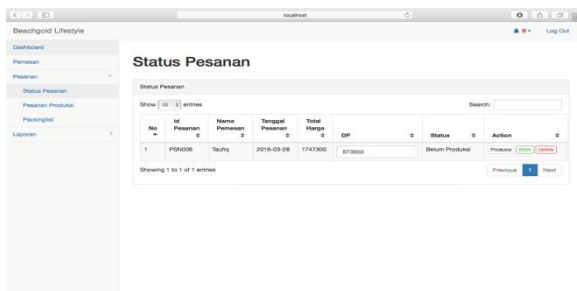 localhost
Beachgold Lifestyle
Log Out
Dashboard
Pemesan
Pesanan
Status Pesanan
Pesanan Produksi
Packinglist
Laporan
Status Pesanan
Status Pesanan
Show 10 entries
Search:
No Id Pesanan Nama Pemesan Tanggal Pesanan Total Harga DP Status Action
1 PSN006 Taufiq 2016-03-28 1747300 873650 Belum Produksi Produksi Delete
Showing 1 to 1 of 1 entries
Previous 1 Next